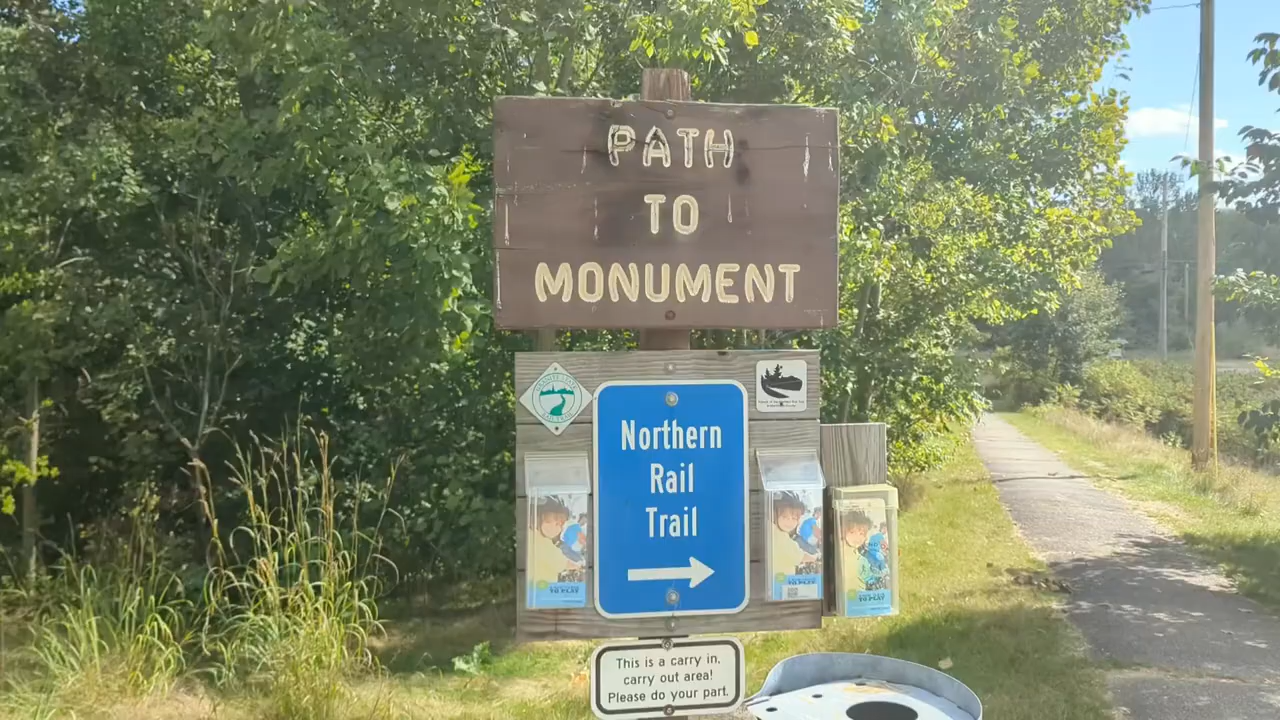 PATH
TO
MONUMENT
Northern
Rail
Trail
This is a carry in,
carry out area!
Please do your part.